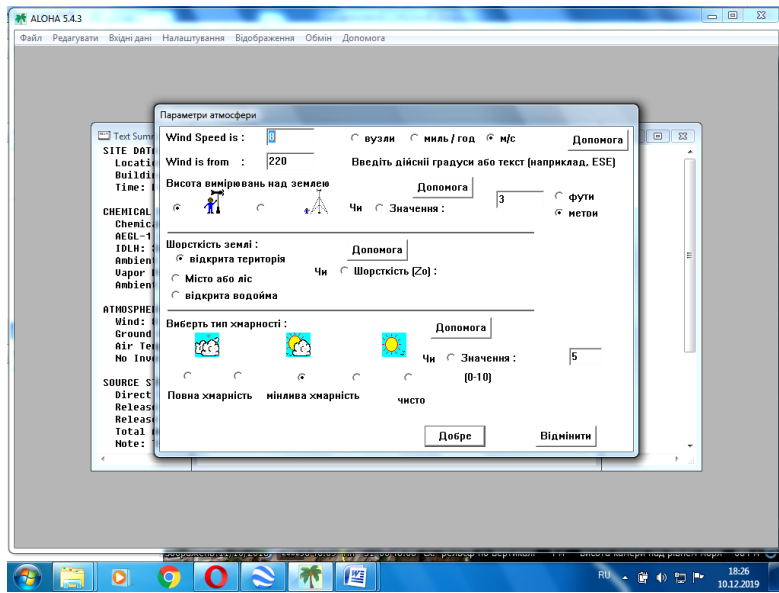 ALOHA 5.4.3
Файл Редагувати Вхідні дані Налаштування Відображення Обмін Допомога
Параметри атмосфери
Wind Speed is : 0 вузли миль / год м/с Допомога
Wind is from : 220 Введіть дійсніі градуси або текст (наприклад, ESE)
Висота вимірювань над землею Допомога
Чи Значення : 3 фути
метри
Шорсткість землі :
Допомога
відкрита територія
Чи Шорсткість (Zo) :
Місто або ліс
відкрита водойма
Виберть тип хмарності :
Допомога
Чи Значення : 5
(0-10)
Повна хмарність мінлива хмарність чисто
Добре Відмінити
Text Summ
SITE DAT
Locati
Buildi
Time:
CHEMICAL
Chemic
AEGL-1
IDLH:
Ambien
Vapor
Ambien
ATMOSPHE
Wind:
Ground
Air Te
No Inv
SOURCE S
Direct
Releas
Releas
Total
Note:
RU
18:26
10.12.2019